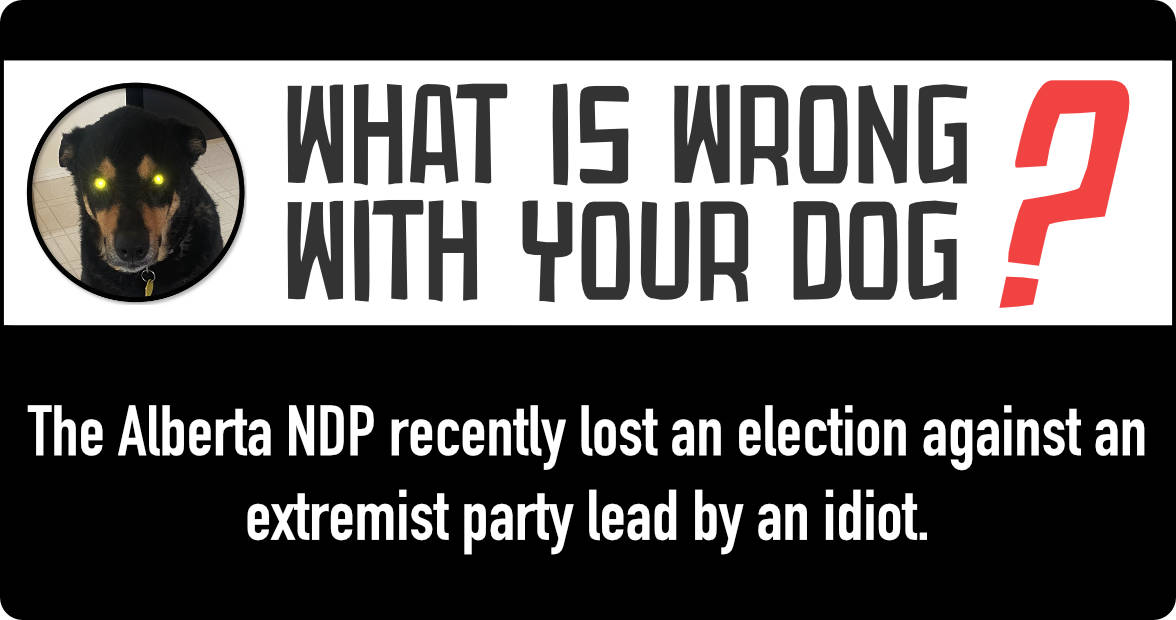 WHAT IS WRONG
WITH YOUR DOG?
The Alberta NDP recently lost an election against an
extremist party lead by an idiot.